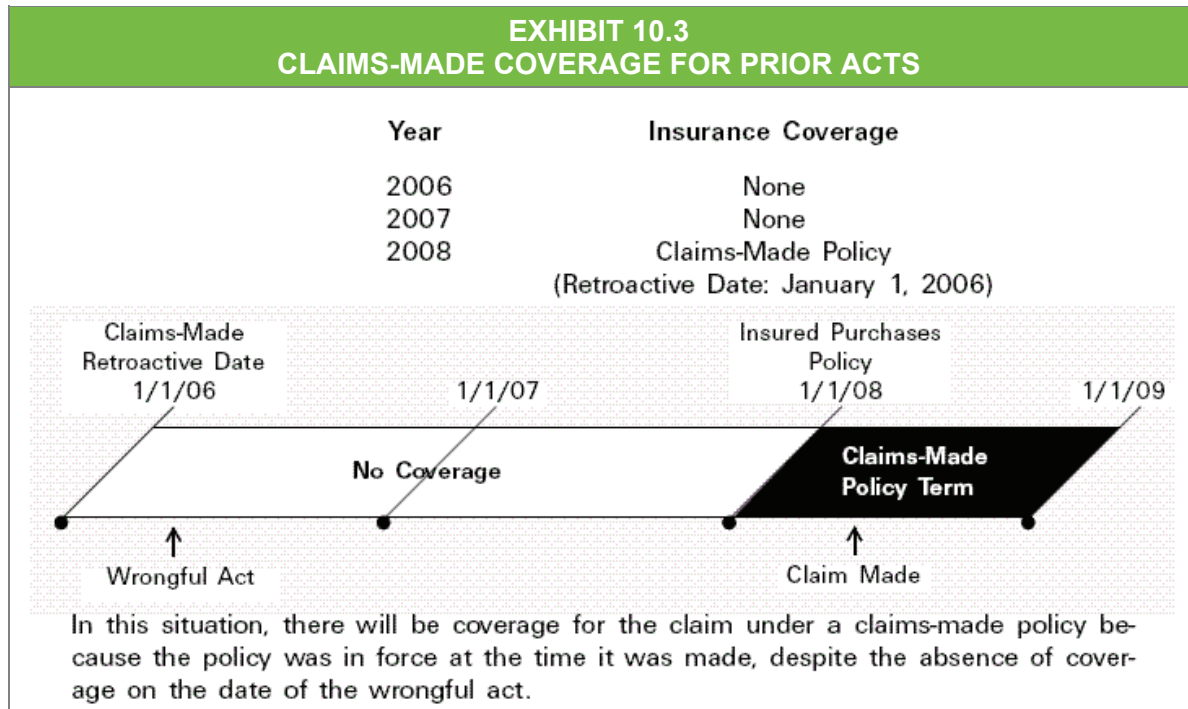 EXHIBIT 10.3
CLAIMS-MADE COVERAGE FOR PRIOR ACTS
Year Insurance Coverage
2006 None
2007 None
2008 Claims-Made Policy
(Retroactive Date: January 1, 2006)
Claims-Made
Retroactive Date
1/1/06
1/1/07
Insured Purchases
Policy
1/1/08
1/1/09
No Coverage
Claims-Made
Policy Term
Wrongful Act
Claim Made
In this situation, there will be coverage for the claim under a claims-made policy be-
cause the policy was in force at the time it was made, despite the absence of cover-
age on the date of the wrongful act.